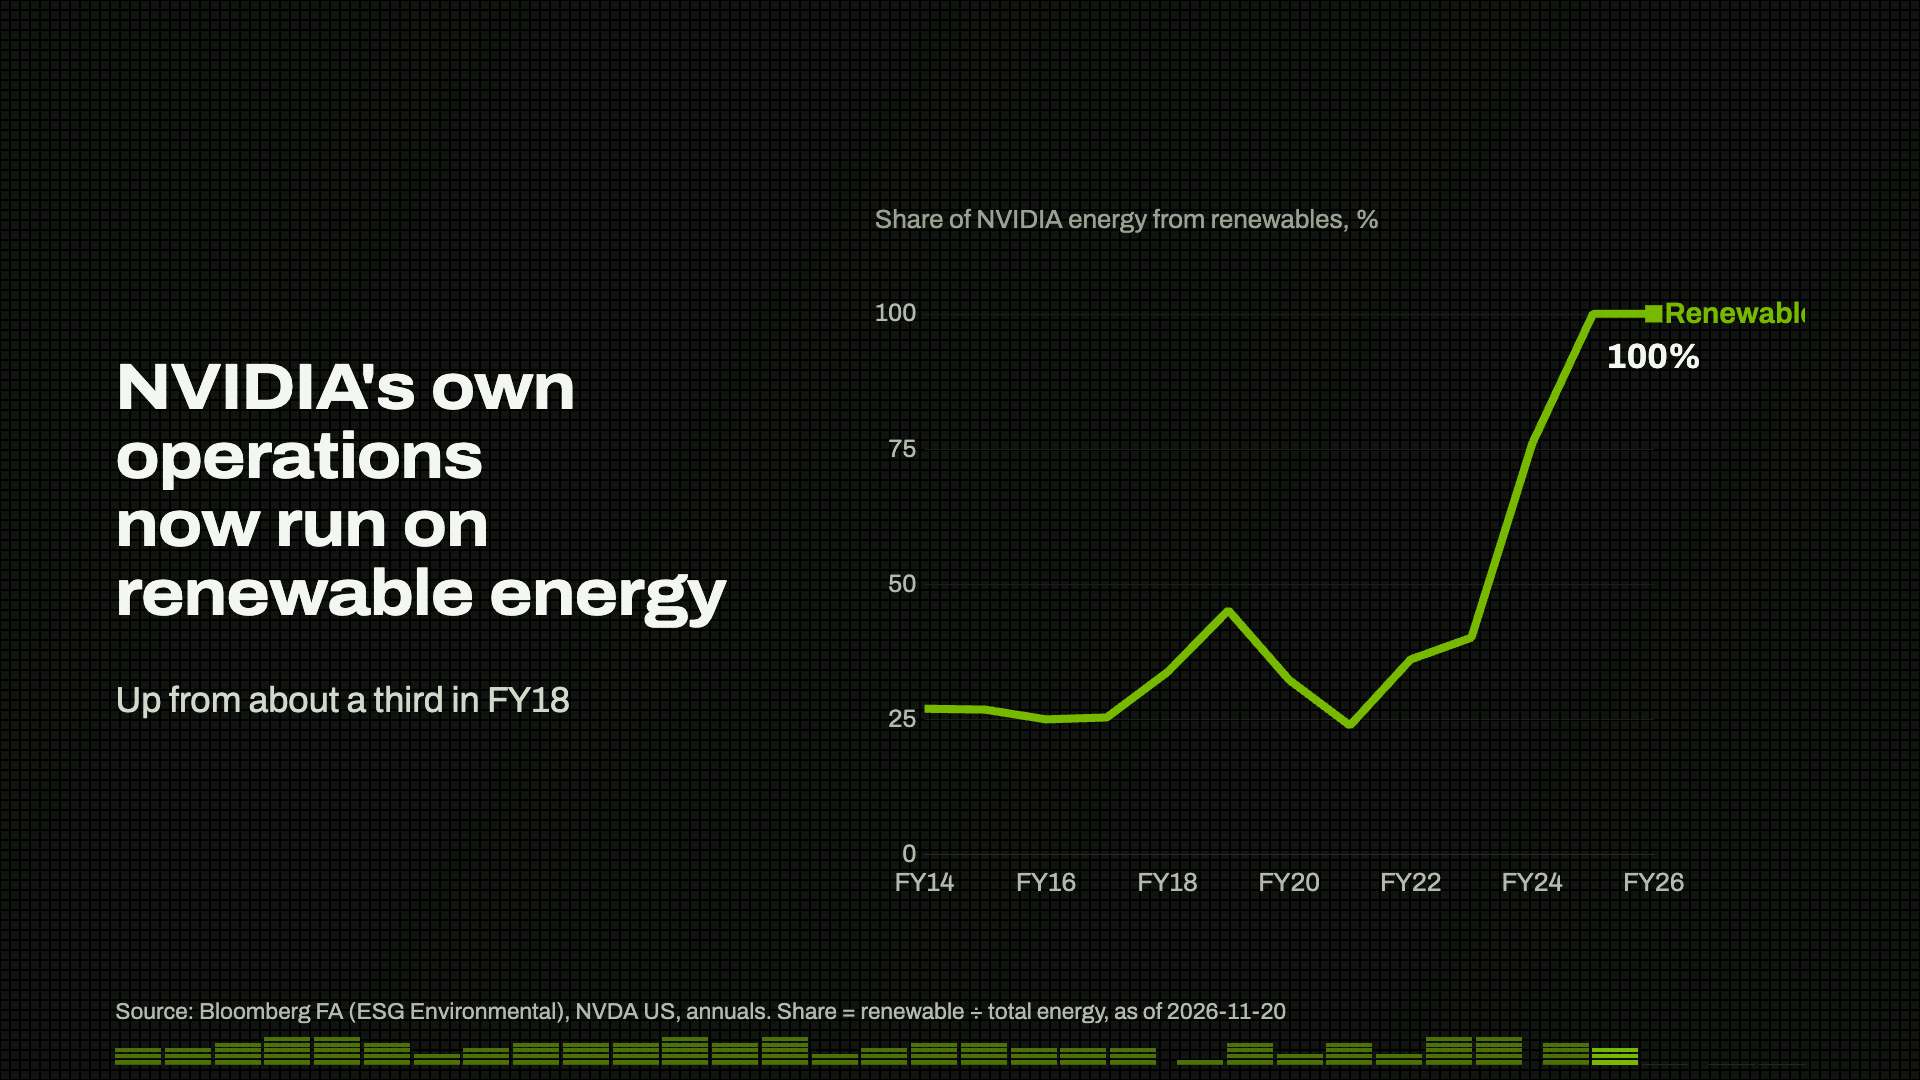 Share of NVIDIA energy from renewables, %
100
75
50
25
0
FY14 FY16 FY18 FY20 FY22 FY24 FY26
100%
NVIDIA's own
operations
now run on
renewable energy
Up from about a third in FY18
Source: Bloomberg FA (ESG Environmental), NVDA US, annuals. Share = renewable ÷ total energy, as of 2026-11-20